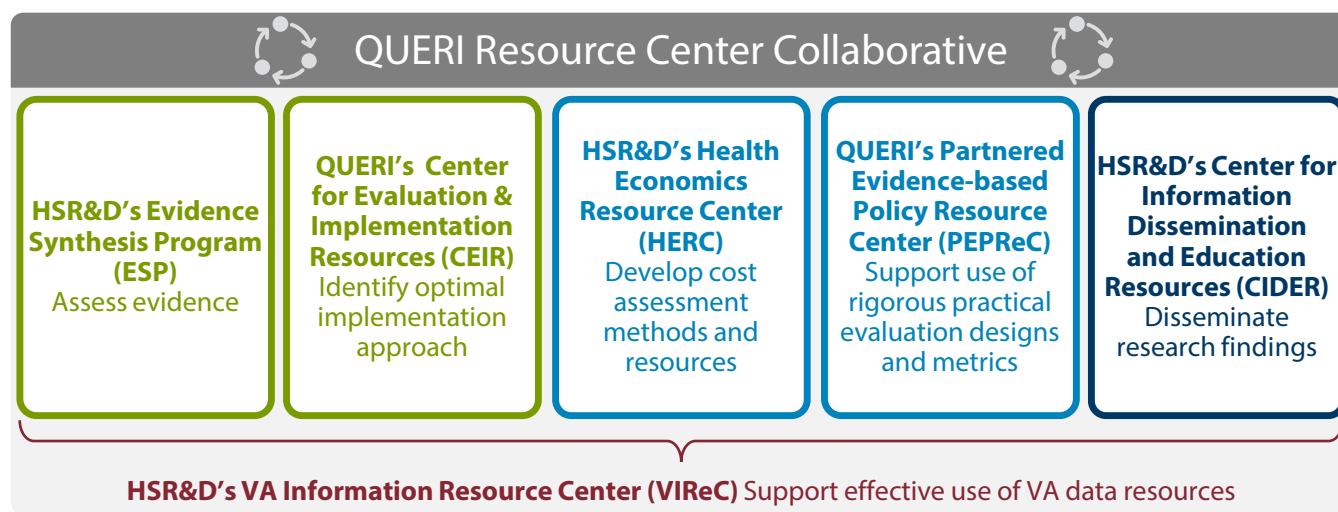 QUERI Resource Center Collaborative
HSR&D’s Evidence
Synthesis Program
(ESP)
Assess evidence
QUERI’s Center
for Evaluation &
Implementation
Resources (CEIR)
Identify optimal
implementation
approach
HSR&D’s Health
Economics
Resource Center
(HERC)
Develop cost
assessment
methods and
resources
QUERI’s Partnered
Evidence-based
Policy Resource
Center (PEPReC)
Support use of
rigorous practical
evaluation designs
and metrics
HSR&D’s Center for
Information
Dissemination
and Education
Resources (CIDER)
Disseminate
research findings
HSR&D’s VA Information Resource Center (VIReC) Support effective use of VA data resources